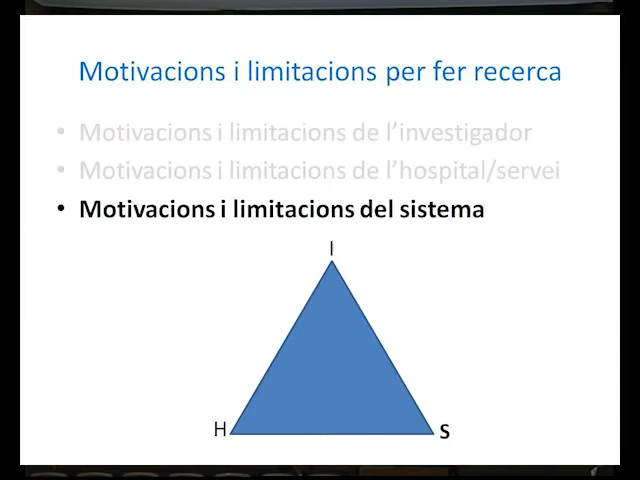 Motivacions i limitacions per fer recerca
• Motivacions i limitacions de l’investigador
• Motivacions i limitacions de l’hospital/servei
• Motivacions i limitacions del sistema
I
H
S